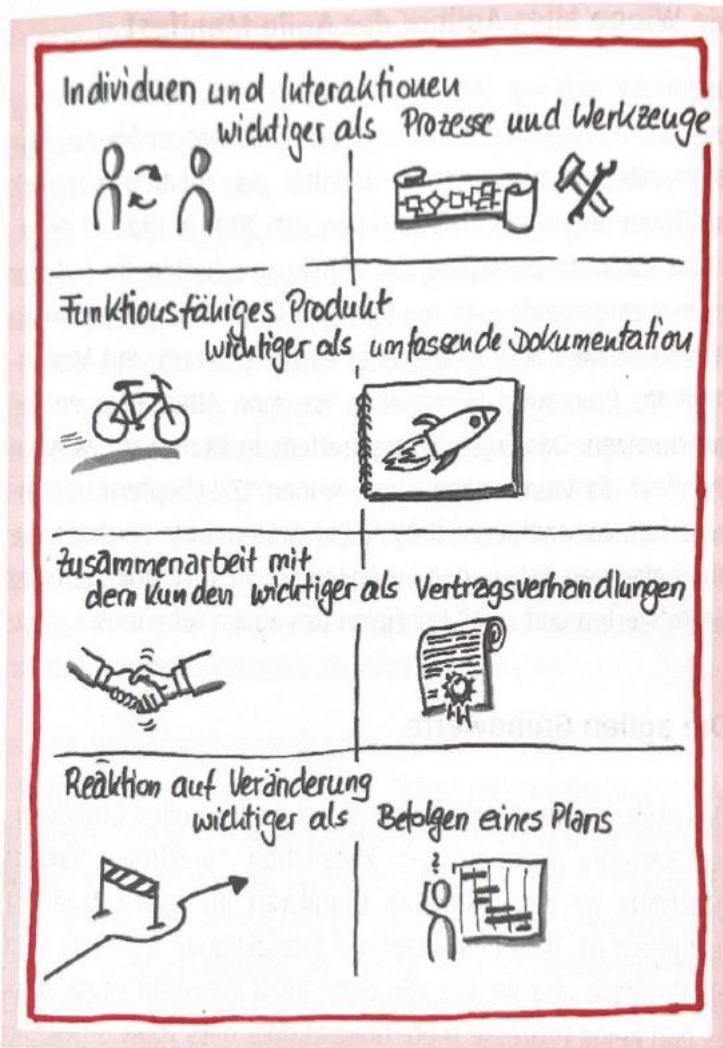 Individuen und Interaktionen
wichtiger als Prozesse und Werkzeuge
Funktionsfähiges Produkt
wichtiger als umfassende Dokumentation
Zusammenarbeit mit
dem Kunden wichtiger als Vertragsverhandlungen
Reaktion auf Veränderung
wichtiger als Befolgen eines Plans
?